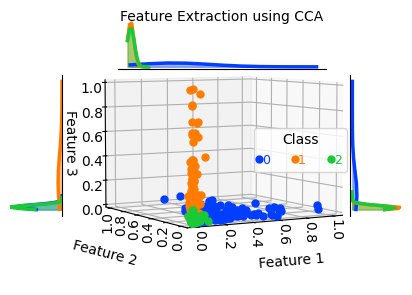 Feature Extraction using CCA
Class
0 1 2
Feature 3
1.0
0.8
0.6
0.4
0.2
0.0
Feature 2
1.0 0.8 0.6 0.4 0.2 0.0
Feature 1
0.0 0.2 0.4 0.6 0.8 1.0